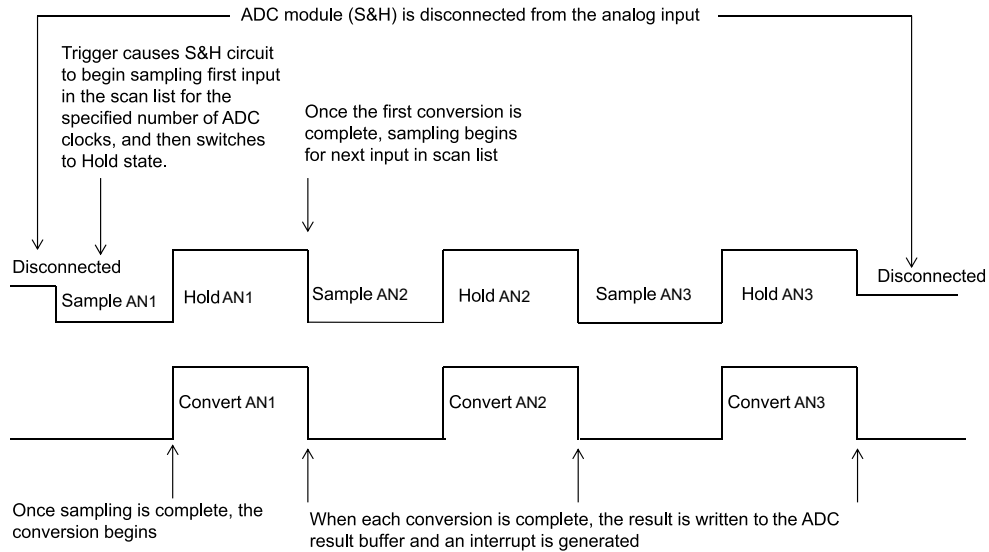 ADC module (S&H) is disconnected from the analog input
Trigger causes S&H circuit
to begin sampling first input
in the scan list for the
specified number of ADC
clocks, and then switches
to Hold state.
Once the first conversion is
complete, sampling begins
for next input in scan list
Disconnected
Sample AN1
Hold AN1
Sample AN2
Hold AN2
Sample AN3
Hold AN3
Disconnected
Convert AN1
Convert AN2
Convert AN3
Once sampling is complete, the
conversion begins
When each conversion is complete, the result is written to the ADC
result buffer and an interrupt is generated